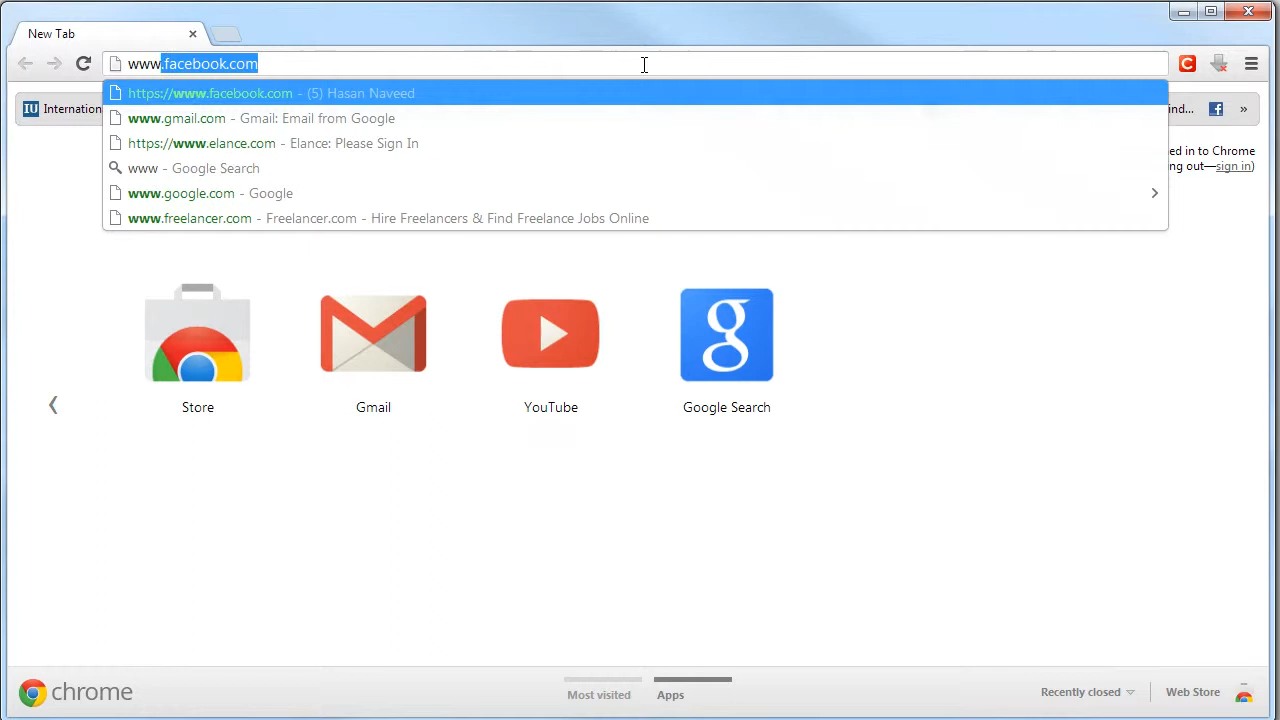 New Tab
www.facebook.com
https://www.facebook.com - (5) Hasan Naveed
IU Internation ind... »
www.gmail.com - Gmail: Email from Google
https://www.elance.com - Elance: Please Sign In
ed in to Chrome
www - Google Search
ng out—sign in)
www.google.com - Google
www.freelancer.com - Freelancer.com - Hire Freelancers & Find Freelance Jobs Online
Store Gmail YouTube Google Search
chrome
Most visited Apps
Recently closed Web Store